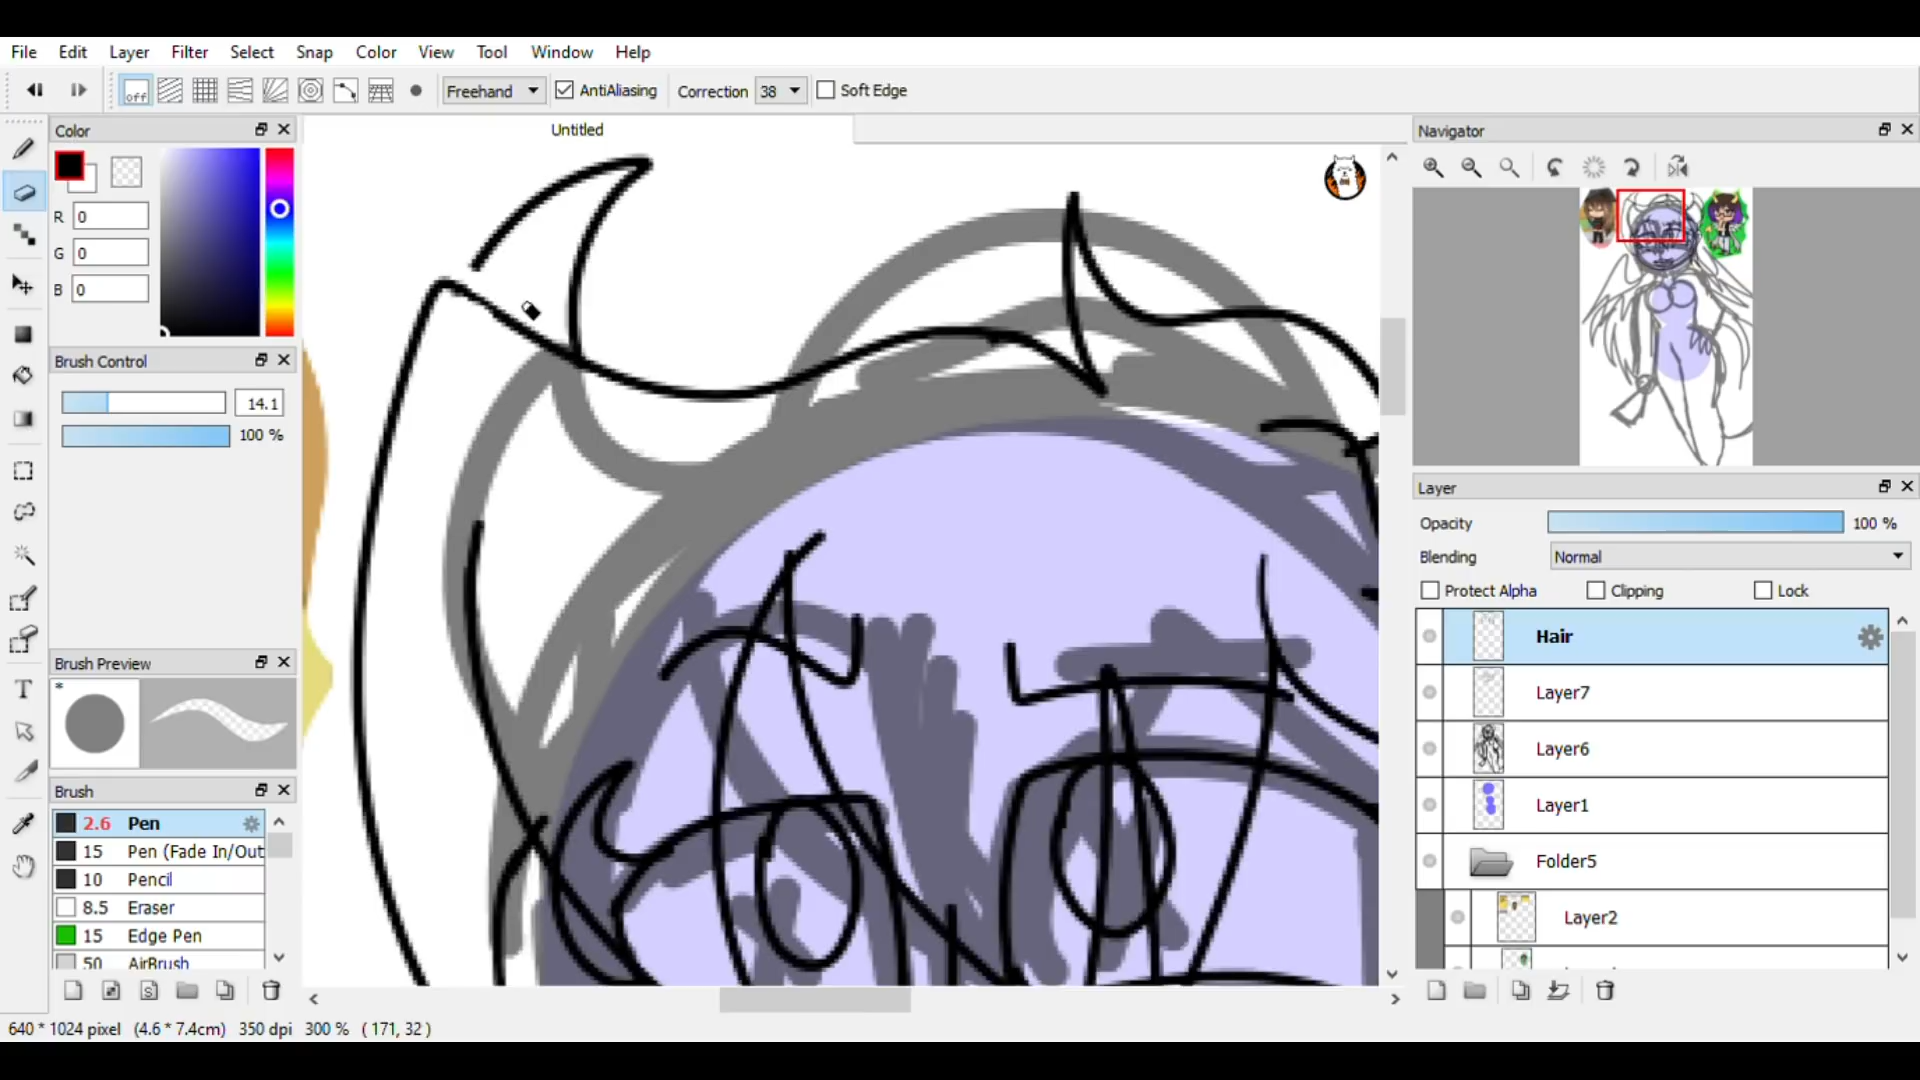 File Edit Layer Filter Select Snap Color View Tool Window Help
off Freehand AntiAliasing Correction 38 Soft Edge
Color
R 0
G 0
B 0
Brush Control
14.1
100 %
Brush Preview
*
Brush
2.6 Pen
15 Pen (Fade In/Out
10 Pencil
8.5 Eraser
15 Edge Pen
50 AirBrush
S
T
Untitled
Navigator
Layer
Opacity 100 %
Blending Normal
Protect Alpha Clipping Lock
Hair
Layer7
Layer6
Layer1
Folder5
Layer2
640 * 1024 pixel (4.6 * 7.4cm) 350 dpi 300 % ( 171, 32 )